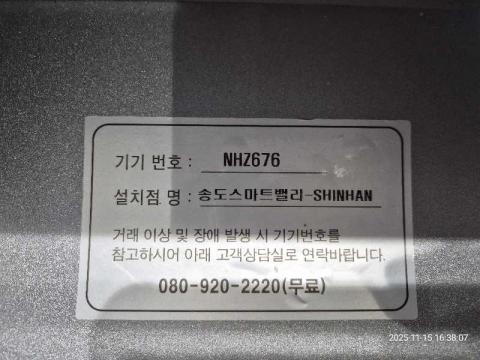 기기 번호 : NHZ676
설치점 명 : 송도스마트밸리-SHINHAN
거래 이상 및 장애 발생 시 기기번호를
참고하시어 아래 고객상담실로 연락바랍니다.
080-920-2220(무료)
2025-11-15 16:38:07